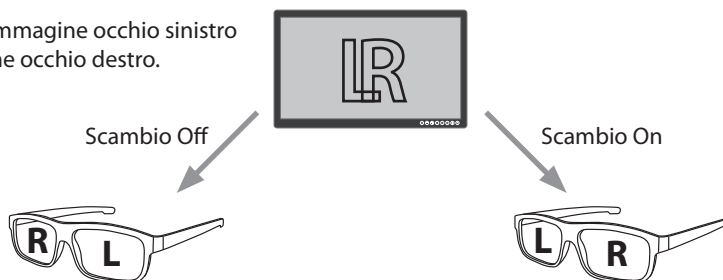 mmagine occhio sinistro
ne occhio destro.
LR
Scambio Off
Scambio On
R L
L R